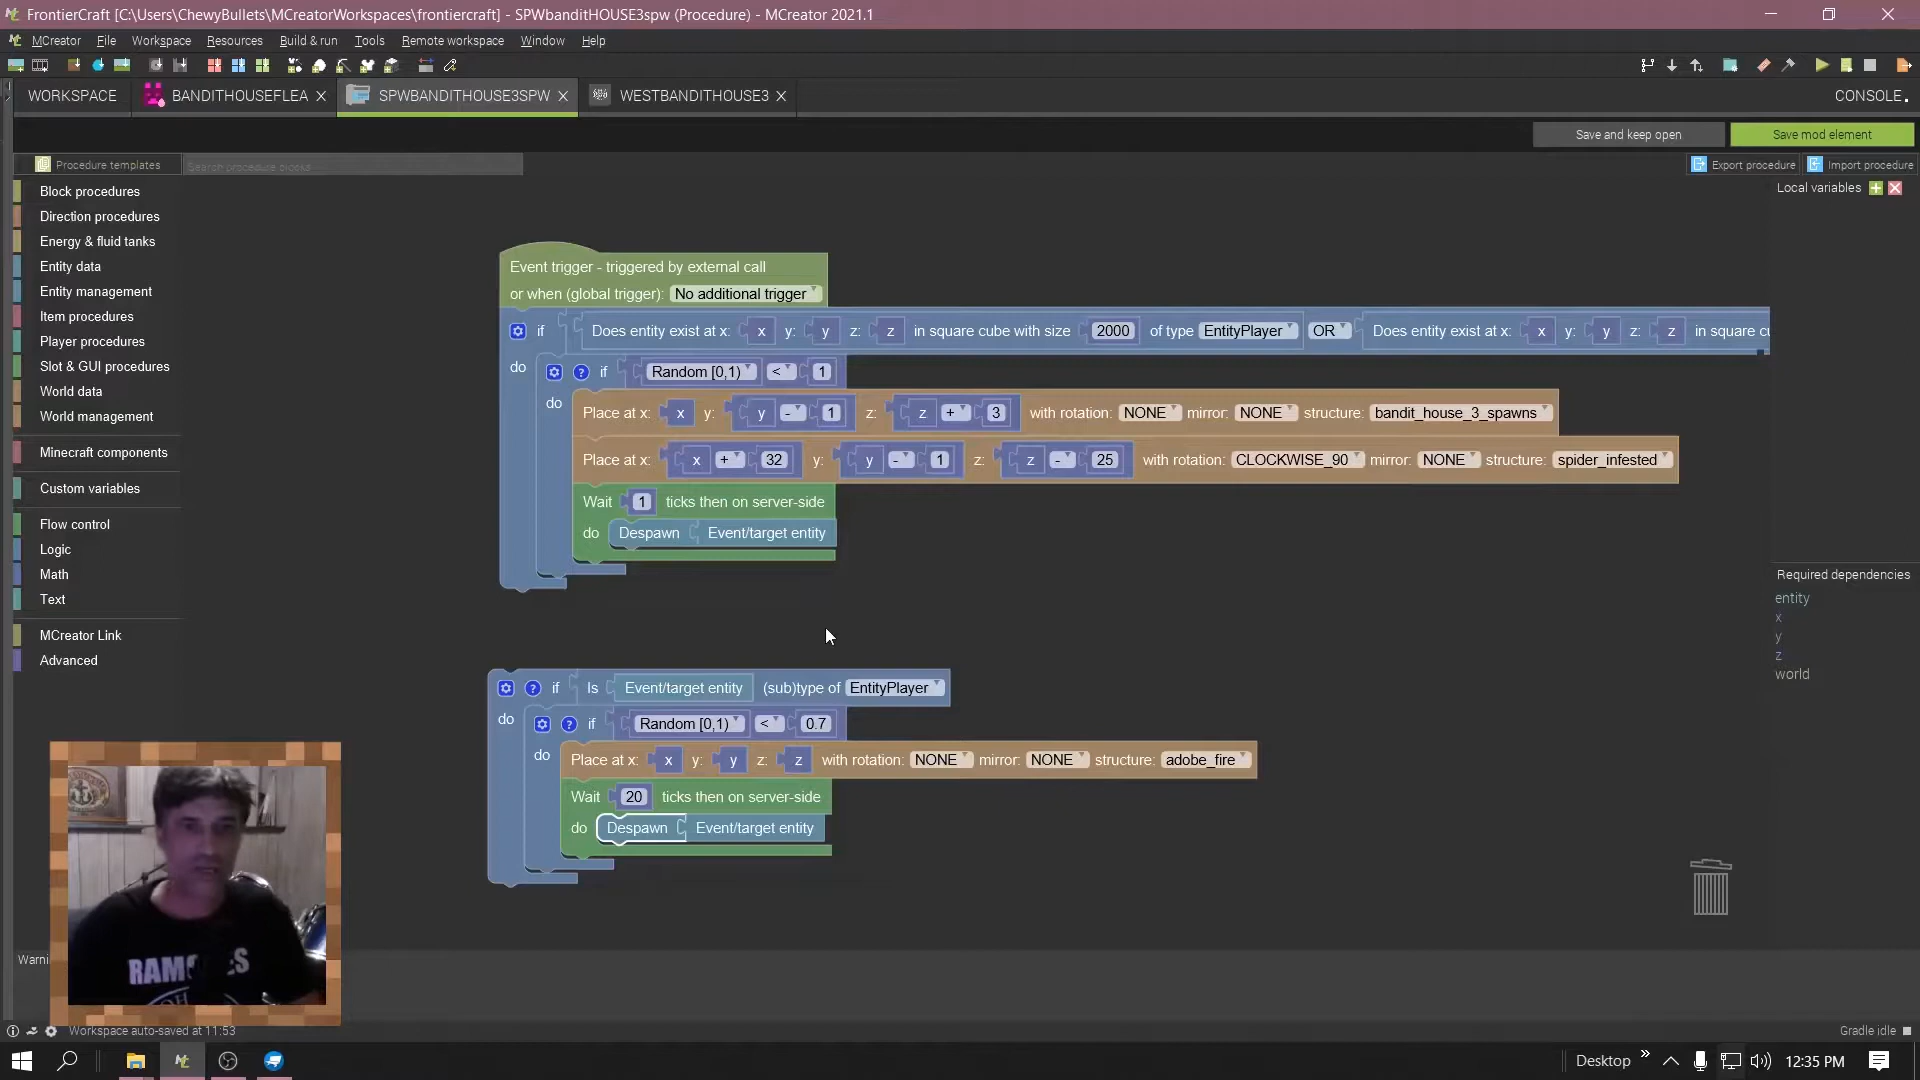 FrontierCraft [C:\Users\ChewyBullets\MCreatorWorkspaces\frontiercraft] - SPWbanditHOUSE3spw (Procedure) - MCreator 2021.1
MCreator File Workspace Resources Build & run Tools Remote workspace Window Help
WORKSPACE BANDITHOUSEFLEA SPWBANDITHOUSE3SPW WESTBANDITHOUSE3 CONSOLE
Save and keep open Save mod element
Procedure templates Search procedure blocks Export procedure Import procedure
Local variables
Block procedures
Direction procedures
Energy & fluid tanks
Entity data
Entity management
Item procedures
Player procedures
Slot & GUI procedures
World data
World management
Minecraft components
Custom variables
Flow control
Logic
Math
Text
MCreator Link
Advanced
Event trigger - triggered by external call
or when (global trigger): No additional trigger
if Does entity exist at x: x y: y z: z in square cube with size 2000 of type EntityPlayer OR Does entity exist at x: x y: y z: z in square cu
do if Random [0,1) < 1
do Place at x: x y: y - 1 z: z + 3 with rotation: NONE mirror: NONE structure: bandit_house_3_spawns
Place at x: x + 32 y: y - 1 z: z - 25 with rotation: CLOCKWISE_90 mirror: NONE structure: spider_infested
Wait 1 ticks then on server-side
do Despawn Event/target entity
if Is Event/target entity (sub)type of EntityPlayer
do if Random [0,1) < 0.7
do Place at x: x y: y z: z with rotation: NONE mirror: NONE structure: adobe_fire
Wait 20 ticks then on server-side
do Despawn Event/target entity
Required dependencies
entity
x
y
z
world
Warni
Workspace auto-saved at 11:53 Gradle idle
Desktop 12:35 PM